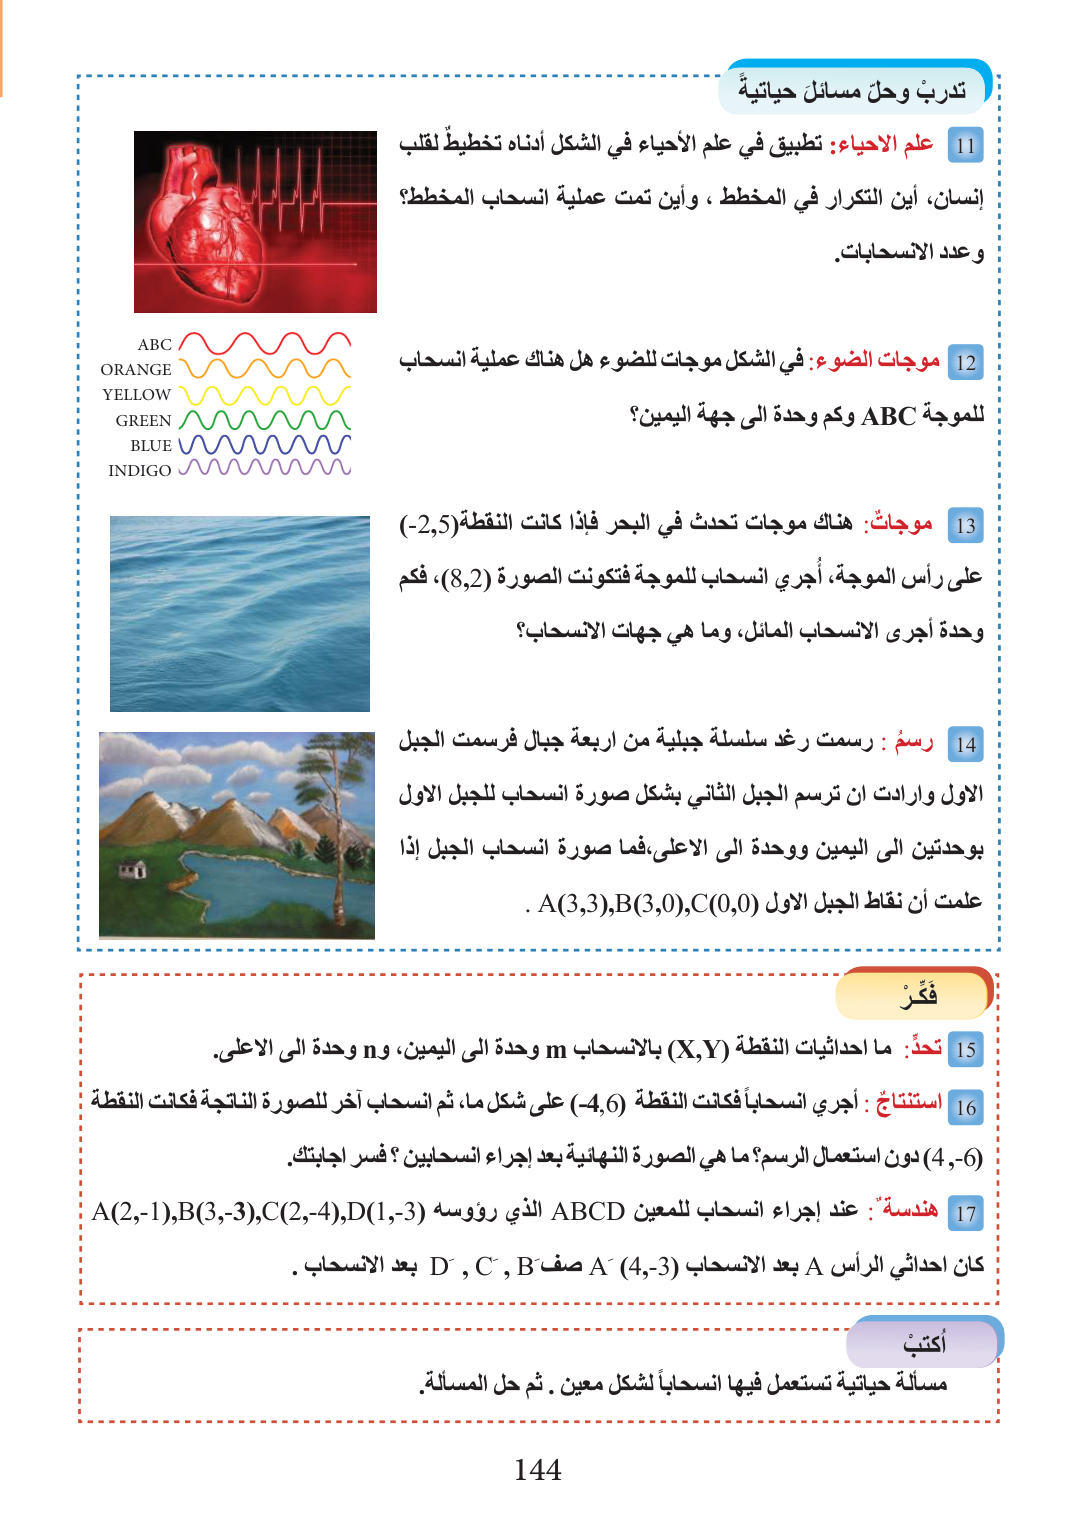 تدربْ وحلّ مسائلَ حياتيةً
11 علم الاحياء: تطبيق في علم الأحياء في الشكل أدناه تخطيطٌ لقلب
إنسان، أين التكرار في المخطط ، وأين تمت عملية انسحاب المخطط؟
وعدد الانسحابات.
12 موجات الضوء: في الشكل موجات للضوء هل هناك عملية انسحاب
للموجة ABC وكم وحدة الى جهة اليمين؟
ABC
ORANGE
YELLOW
GREEN
BLUE
INDIGO
13 موجاتٌ: هناك موجات تحدث في البحر فإذا كانت النقطة(-2,5)
على رأس الموجة، أُجري انسحاب للموجة فتكونت الصورة (8,2)، فكم
وحدة أجرى الانسحاب المائل، وما هي جهات الانسحاب؟
14 رسمُ : رسمت رغد سلسلة جبلية من اربعة جبال فرسمت الجبل
الاول وارادت ان ترسم الجبل الثاني بشكل صورة انسحاب للجبل الاول
بوحدتين الى اليمين ووحدة الى الاعلى،فما صورة انسحاب الجبل إذا
علمت أن نقاط الجبل الاول A(3,3),B(3,0),C(0,0) .
فَكِّـرْ
15 تحدٍّ: ما احداثيات النقطة (X,Y) بالانسحاب m وحدة الى اليمين، وn وحدة الى الاعلى.
16 استنتاجٌ : أجري انسحاباً فكانت النقطة (-4,6) على شكل ما، ثم انسحاب آخر للصورة الناتجة فكانت النقطة
(4,-6) دون استعمال الرسم؟ ما هي الصورة النهائية بعد إجراء انسحابين ؟ فسر اجابتك.
17 هندسةٌ : عند إجراء انسحاب للمعين ABCD الذي رؤوسه A(2,-1),B(3,-3),C(2,-4),D(1,-3)
كان احداثي الرأس A بعد الانسحاب A´ (4,-3) صف B´ , C´ , D´ بعد الانسحاب .
أُكتبْ
مسألة حياتية تستعمل فيها انسحاباً لشكل معين . ثم حل المسألة.
144